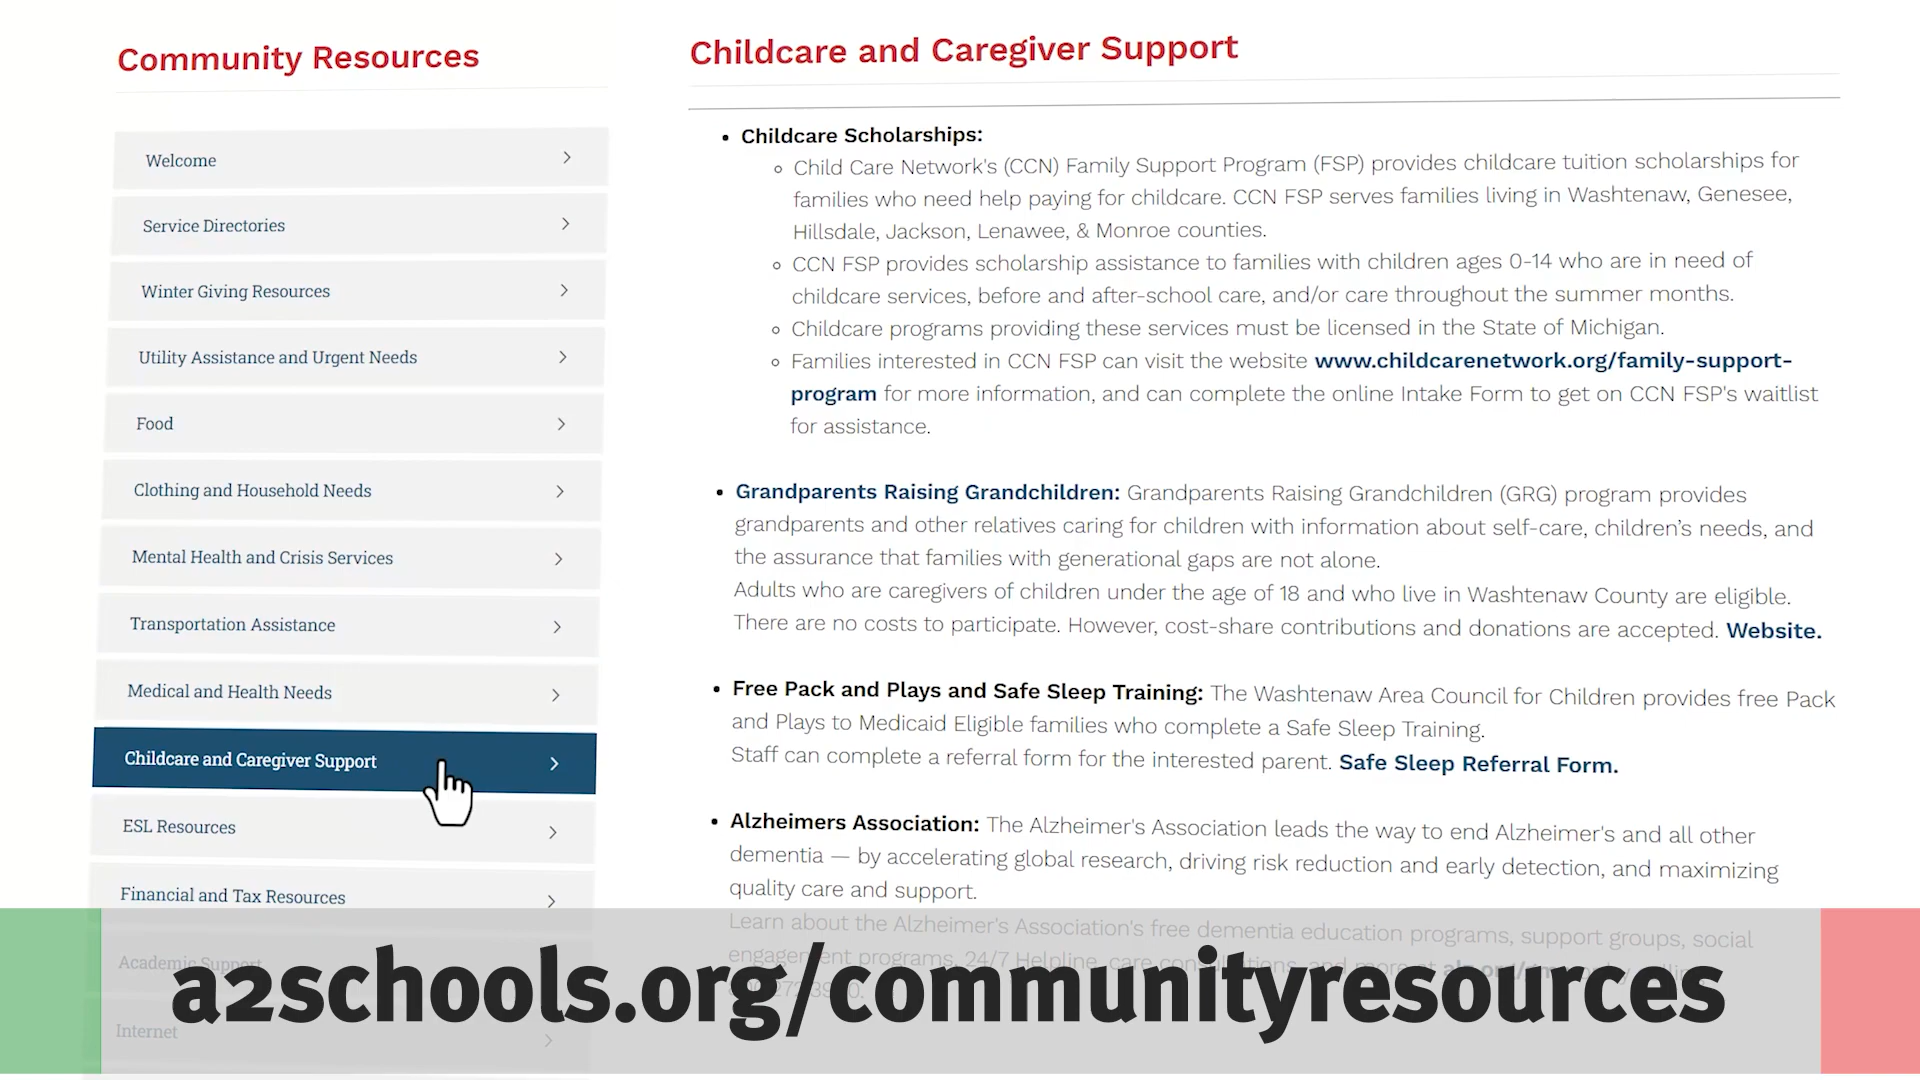 Community Resources
Welcome
Service Directories
Winter Giving Resources
Utility Assistance and Urgent Needs
Food
Clothing and Household Needs
Mental Health and Crisis Services
Transportation Assistance
Medical and Health Needs
Childcare and Caregiver Support
ESL Resources
Financial and Tax Resources
Academic Support
Internet
Childcare and Caregiver Support
• Childcare Scholarships:
◦ Child Care Network's (CCN) Family Support Program (FSP) provides childcare tuition scholarships for
families who need help paying for childcare. CCN FSP serves families living in Washtenaw, Genesee,
Hillsdale, Jackson, Lenawee, & Monroe counties.
◦ CCN FSP provides scholarship assistance to families with children ages 0-14 who are in need of
childcare services, before and after-school care, and/or care throughout the summer months.
◦ Childcare programs providing these services must be licensed in the State of Michigan.
◦ Families interested in CCN FSP can visit the website www.childcarenetwork.org/family-support-
program for more information, and can complete the online Intake Form to get on CCN FSP's waitlist
for assistance.
• Grandparents Raising Grandchildren: Grandparents Raising Grandchildren (GRG) program provides
grandparents and other relatives caring for children with information about self-care, children's needs, and
the assurance that families with generational gaps are not alone.
Adults who are caregivers of children under the age of 18 and who live in Washtenaw County are eligible.
There are no costs to participate. However, cost-share contributions and donations are accepted. Website.
• Free Pack and Plays and Safe Sleep Training: The Washtenaw Area Council for Children provides free Pack
and Plays to Medicaid Eligible families who complete a Safe Sleep Training.
Staff can complete a referral form for the interested parent. Safe Sleep Referral Form.
• Alzheimers Association: The Alzheimer's Association leads the way to end Alzheimer's and all other
dementia — by accelerating global research, driving risk reduction and early detection, and maximizing
quality care and support.
Learn about the Alzheimer's Association's free dementia education programs, support groups, social
engagement programs, 24/7 Helpline, care consultations, and more at
a2schools.org/communityresources